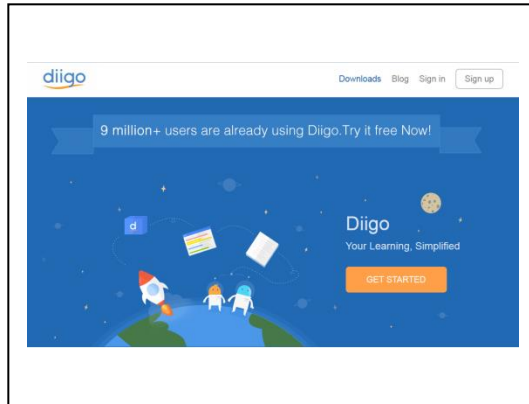 diigo
Downloads Blog Sign in Sign up
9 million+ users are already using Diigo.Try it free Now!
d
Diigo
Your Learning, Simplified
GET STARTED